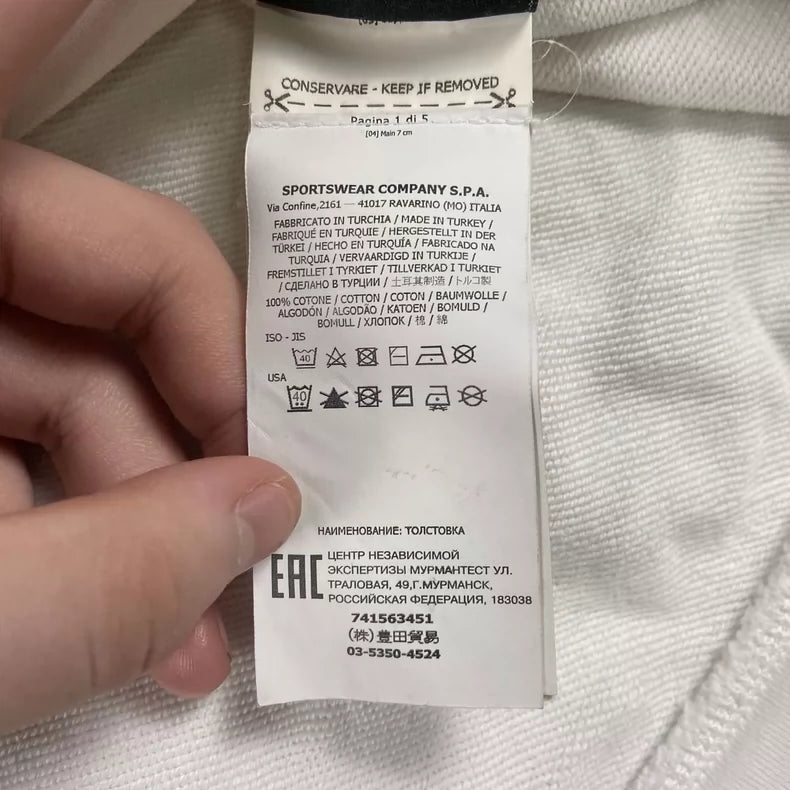 CONSERVARE - KEEP IF REMOVED
Pagina 1 di 5
[04] Main 7 cm
SPORTSWEAR COMPANY S.P.A.
Via Confine,2161 — 41017 RAVARINO (MO) ITALIA
FABBRICATO IN TURCHIA / MADE IN TURKEY /
FABRIQUÉ EN TURQUIE / HERGESTELLT IN DER
TÜRKEI / HECHO EN TURQUÍA / FABRICADO NA
TURQUIA / VERVAARDIGD IN TURKIJE /
FREMSTILLET I TYRKIET / TILLVERKAD I TURKIET
/ СДЕЛАНО В ТУРЦИИ / 土耳其制造 / トルコ製
100% COTONE / COTTON / COTON / BAUMWOLLE /
ALGODÓN / ALGODÃO / KATOEN / BOMULD /
BOMULL / ХЛОПОК / 棉 / 綿
ISO - JIS
40
USA
40
НАИМЕНОВАНИЕ: ТОЛСТОВКА
EAC
ЦЕНТР НЕЗАВИСИМОЙ
ЭКСПЕРТИЗЫ МУРМАНТЕСТ УЛ.
ТРАЛОВАЯ, 49,Г.МУРМАНСК,
РОССИЙСКАЯ ФЕДЕРАЦИЯ, 183038
741563451
(株)豊田貿易
03-5350-4524